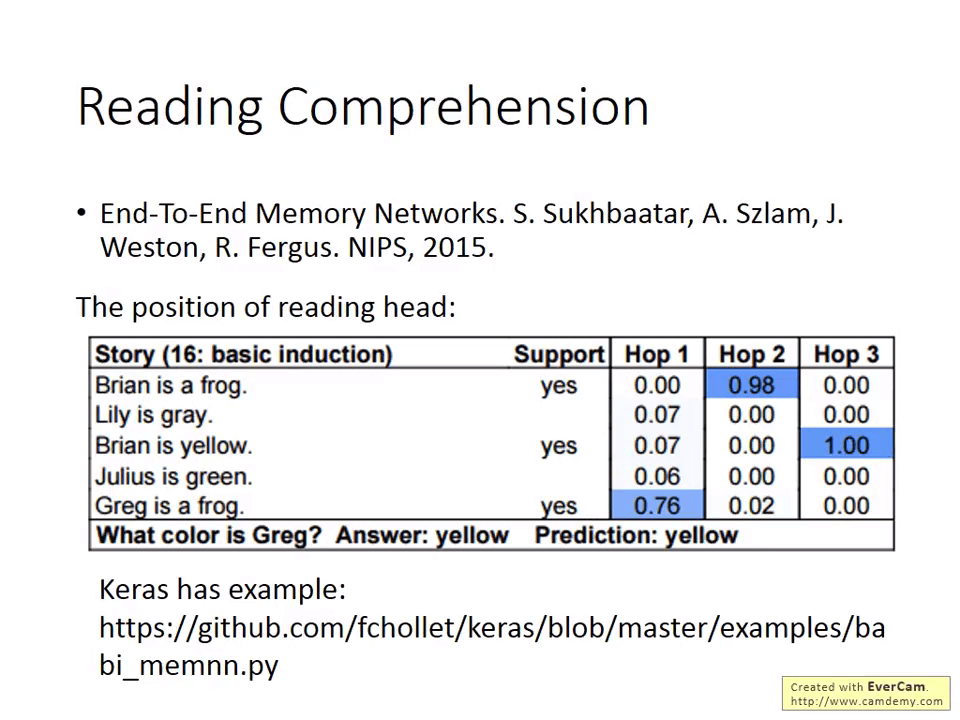 Reading Comprehension
• End-To-End Memory Networks. S. Sukhbaatar, A. Szlam, J.
Weston, R. Fergus. NIPS, 2015.
The position of reading head:
Story (16: basic induction) Support Hop 1 Hop 2 Hop 3
Brian is a frog. yes 0.00 0.98 0.00
Lily is gray. 0.07 0.00 0.00
Brian is yellow. yes 0.07 0.00 1.00
Julius is green. 0.06 0.00 0.00
Greg is a frog. yes 0.76 0.02 0.00
What color is Greg? Answer: yellow Prediction: yellow
Keras has example:
https://github.com/fchollet/keras/blob/master/examples/ba
bi_memnn.py
Created with EverCam.
http://www.camdemy.com